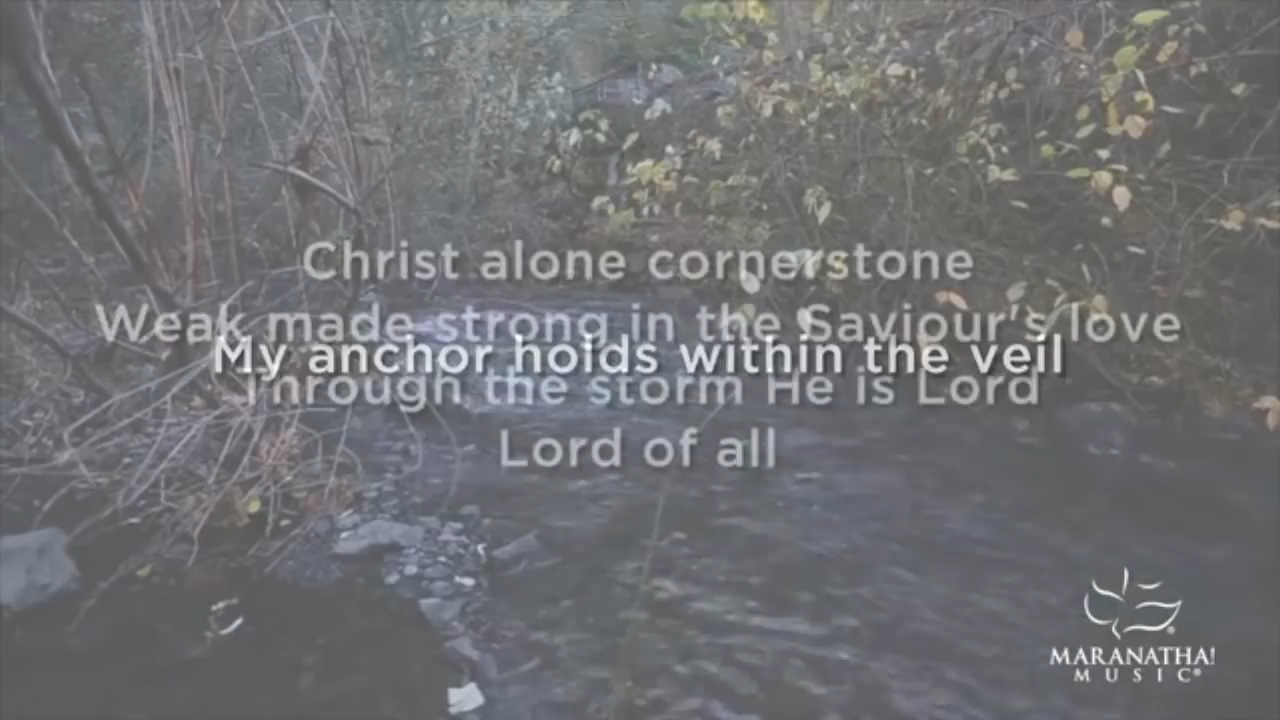 Christ alone cornerstone
Weak made strong in the Saviour's love
My anchor holds within the veil
Through the storm He is Lord
Lord of all
MARANATHA!
MUSIC®